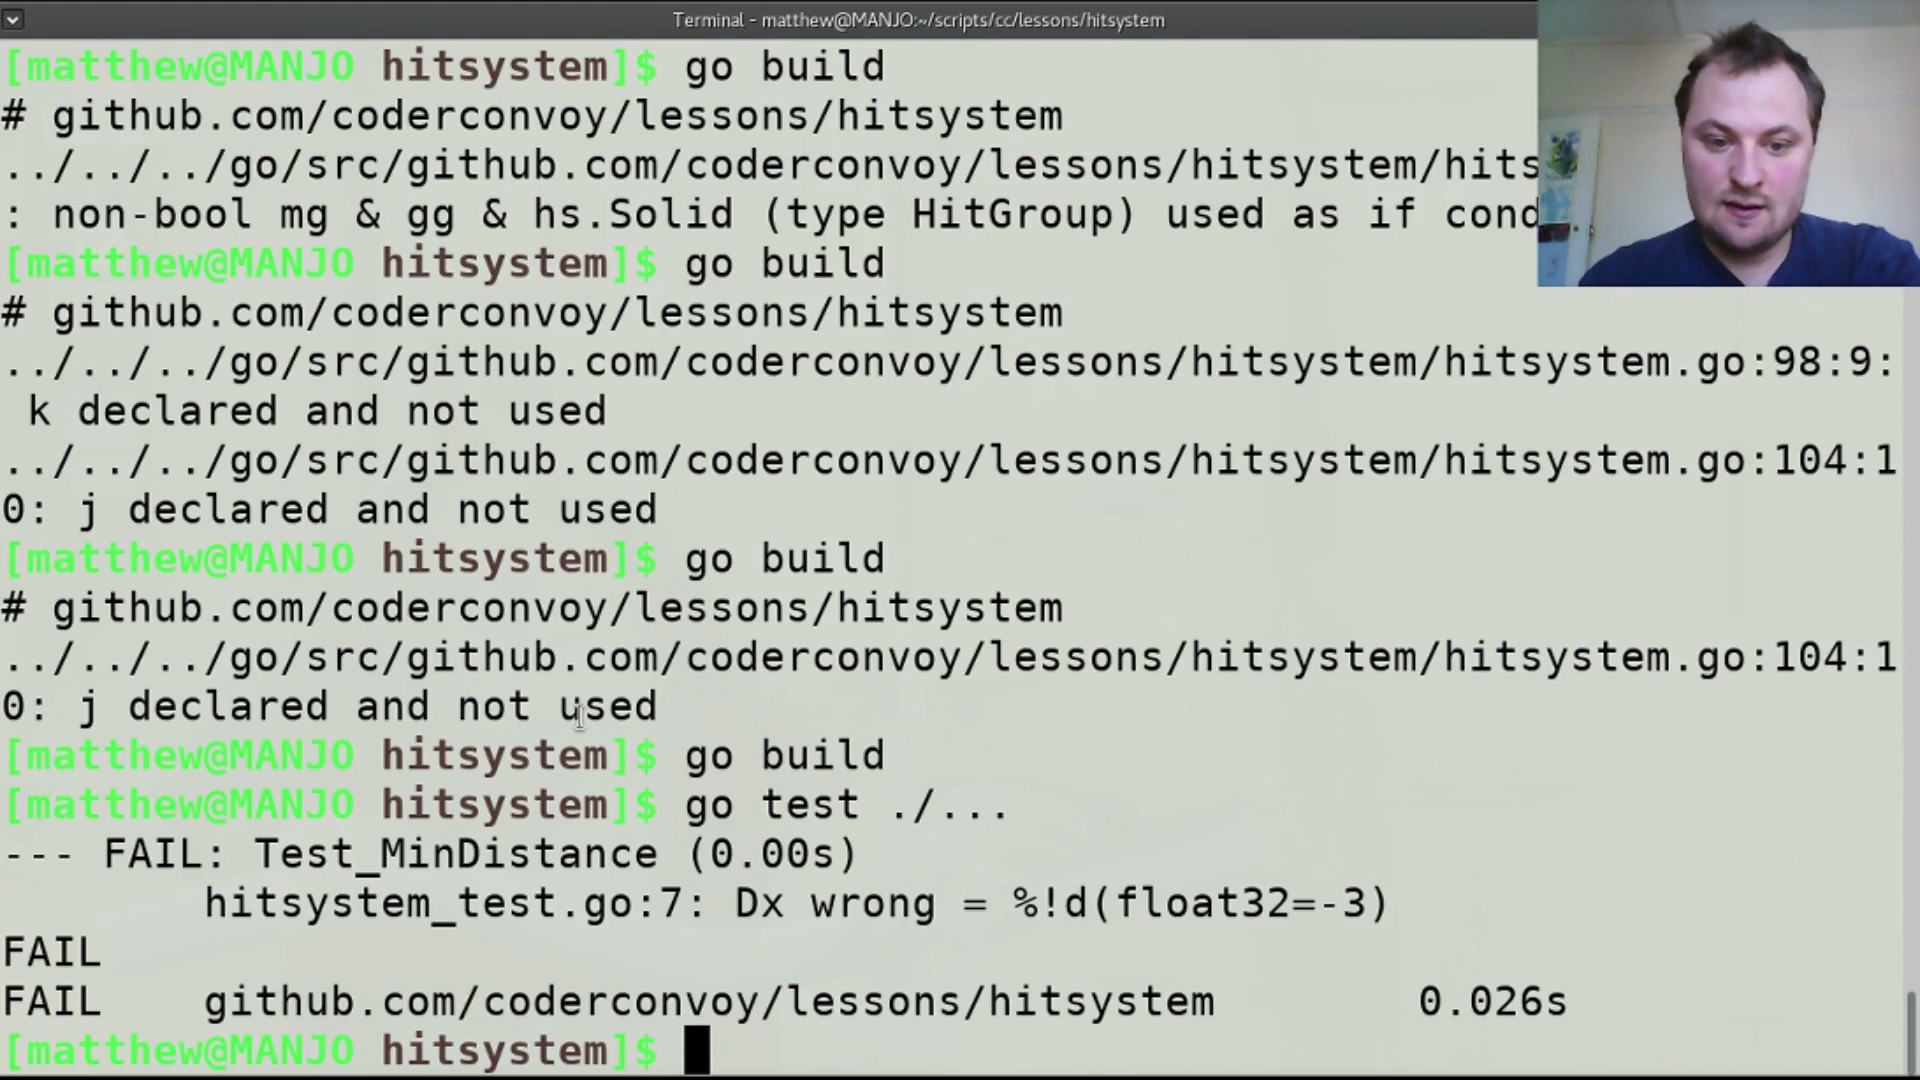 Terminal - matthew@MANJO:~/scripts/cc/lessons/hitsystem
[matthew@MANJO hitsystem]$ go build
# github.com/coderconvoy/lessons/hitsystem
../../../go/src/github.com/coderconvoy/lessons/hitsystem/hits
: non-bool mg & gg & hs.Solid (type HitGroup) used as if cond
[matthew@MANJO hitsystem]$ go build
# github.com/coderconvoy/lessons/hitsystem
../../../go/src/github.com/coderconvoy/lessons/hitsystem/hitsystem.go:98:9:
k declared and not used
../../../go/src/github.com/coderconvoy/lessons/hitsystem/hitsystem.go:104:1
0: j declared and not used
[matthew@MANJO hitsystem]$ go build
# github.com/coderconvoy/lessons/hitsystem
../../../go/src/github.com/coderconvoy/lessons/hitsystem/hitsystem.go:104:1
0: j declared and not used
[matthew@MANJO hitsystem]$ go build
[matthew@MANJO hitsystem]$ go test ./...
--- FAIL: Test_MinDistance (0.00s)
hitsystem_test.go:7: Dx wrong = %!d(float32=-3)
FAIL
FAIL github.com/coderconvoy/lessons/hitsystem 0.026s
[matthew@MANJO hitsystem]$